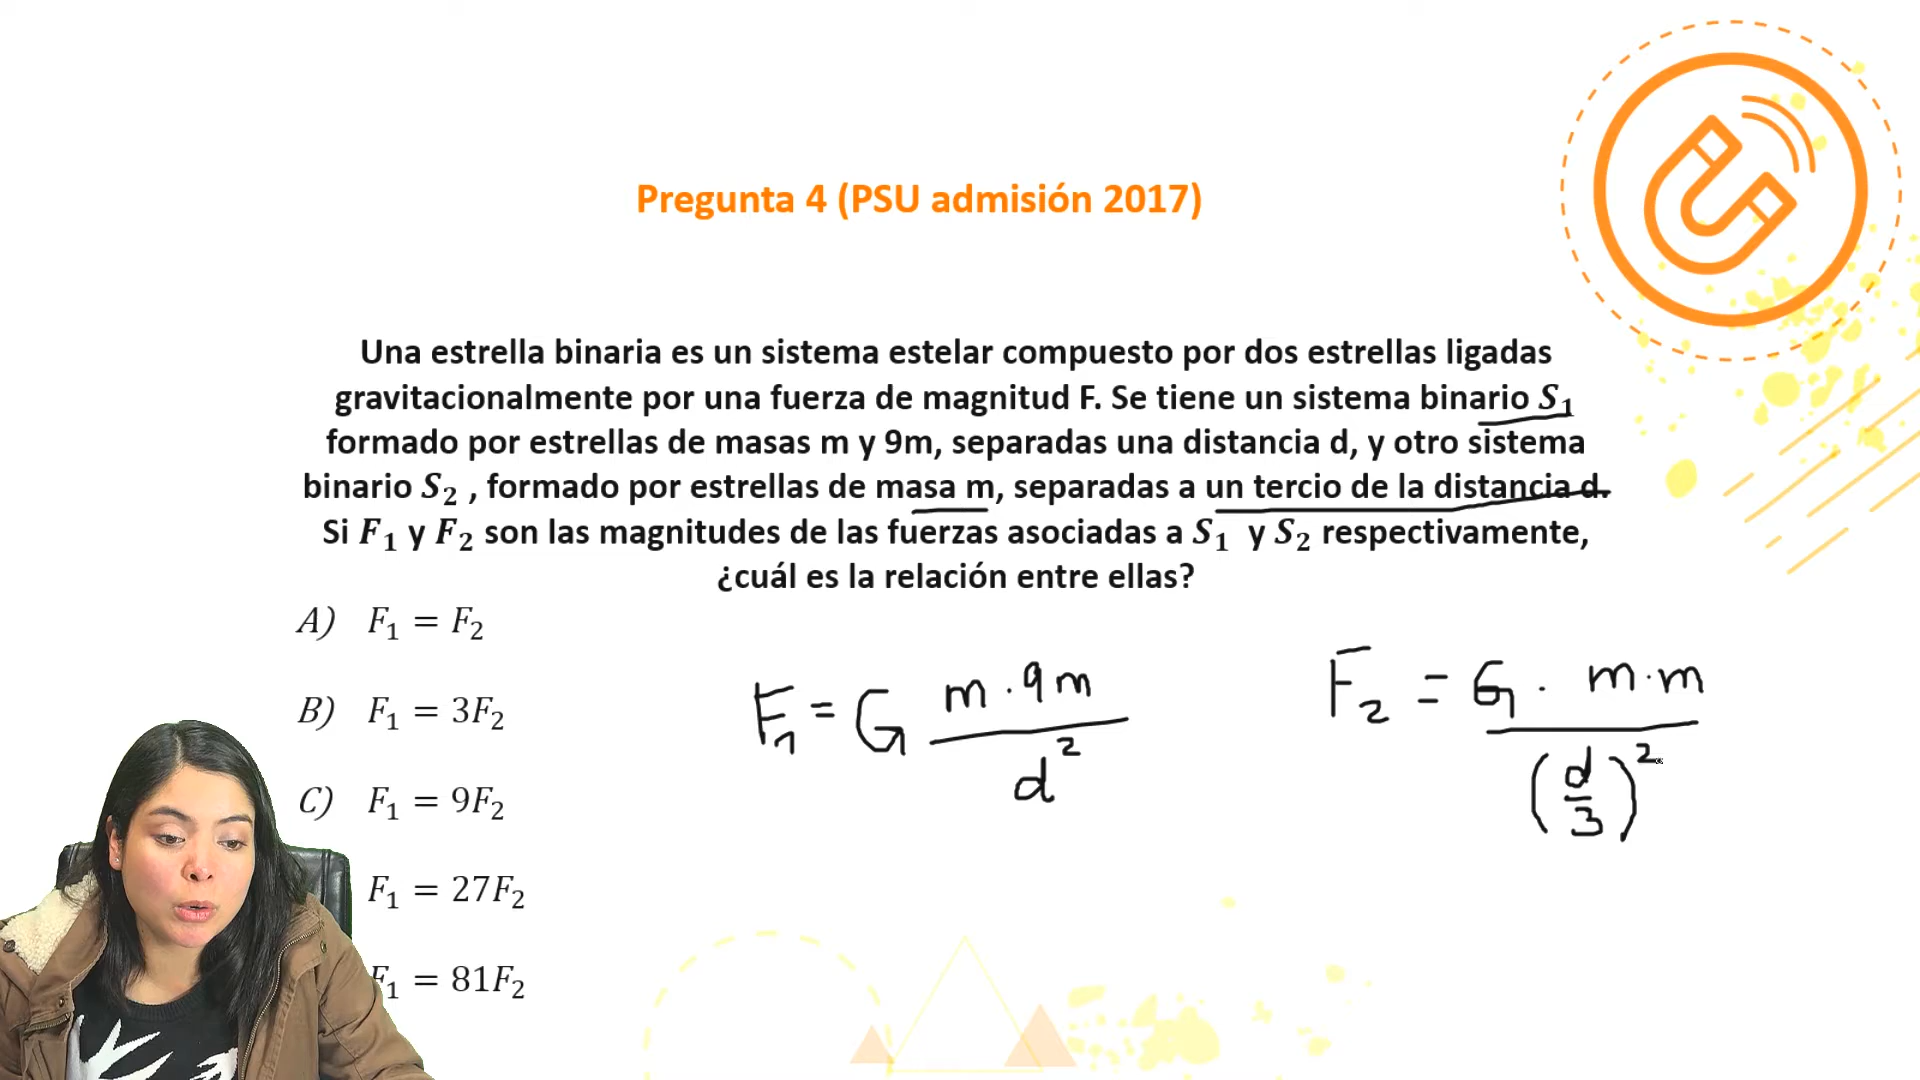 Pregunta 4 (PSU admisión 2017)
Una estrella binaria es un sistema estelar compuesto por dos estrellas ligadas
gravitacionalmente por una fuerza de magnitud F. Se tiene un sistema binario S₁
formado por estrellas de masas m y 9m, separadas una distancia d, y otro sistema
binario S₂ , formado por estrellas de masa m, separadas a un tercio de la distancia d.
Si F₁ y F₂ son las magnitudes de las fuerzas asociadas a S₁ y S₂ respectivamente,
¿cuál es la relación entre ellas?
A) F₁ = F₂
B) F₁ = 3F₂
C) F₁ = 9F₂
F₁ = 27F₂
F₁ = 81F₂
F₁ = G m · 9m / d²
F₂ = G · m · m / (d/3)²